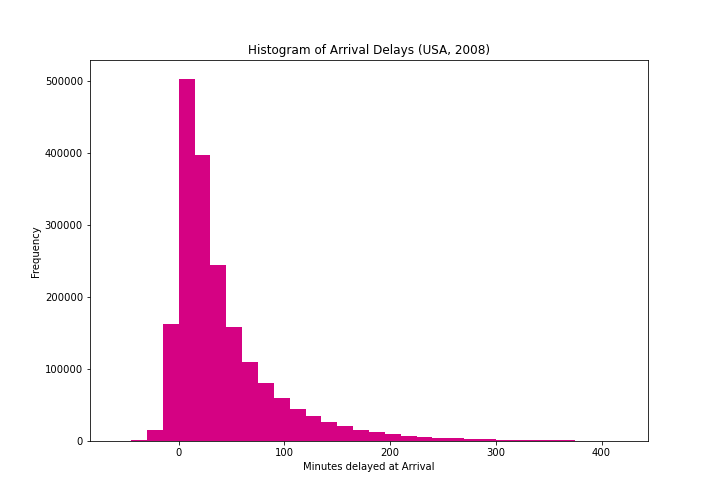 Histogram of Arrival Delays (USA, 2008)
500000
400000
300000
200000
100000
0
Frequency
0 100 200 300 400
Minutes delayed at Arrival